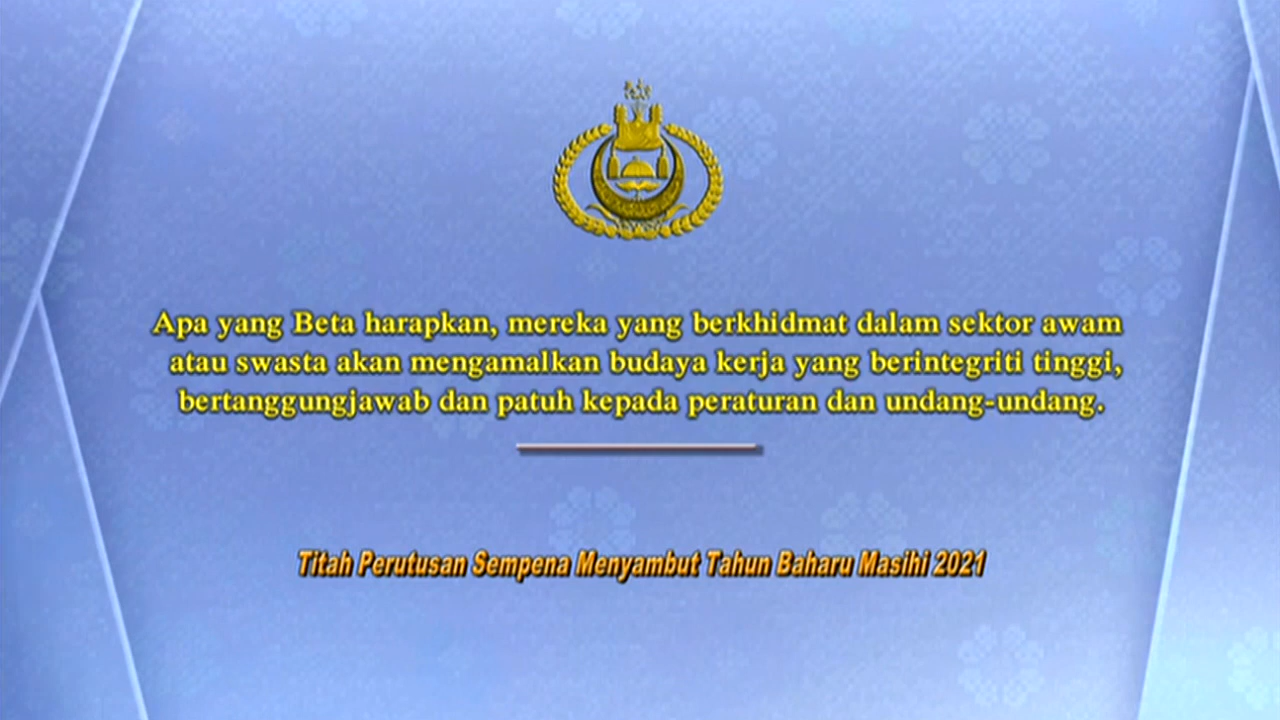 Apa yang Beta harapkan, mereka yang berkhidmat dalam sektor awam
atau swasta akan mengamalkan budaya kerja yang berintegriti tinggi,
bertanggungjawab dan patuh kepada peraturan dan undang-undang.
Titah Perutusan Sempena Menyambut Tahun Baharu Masihi 2021